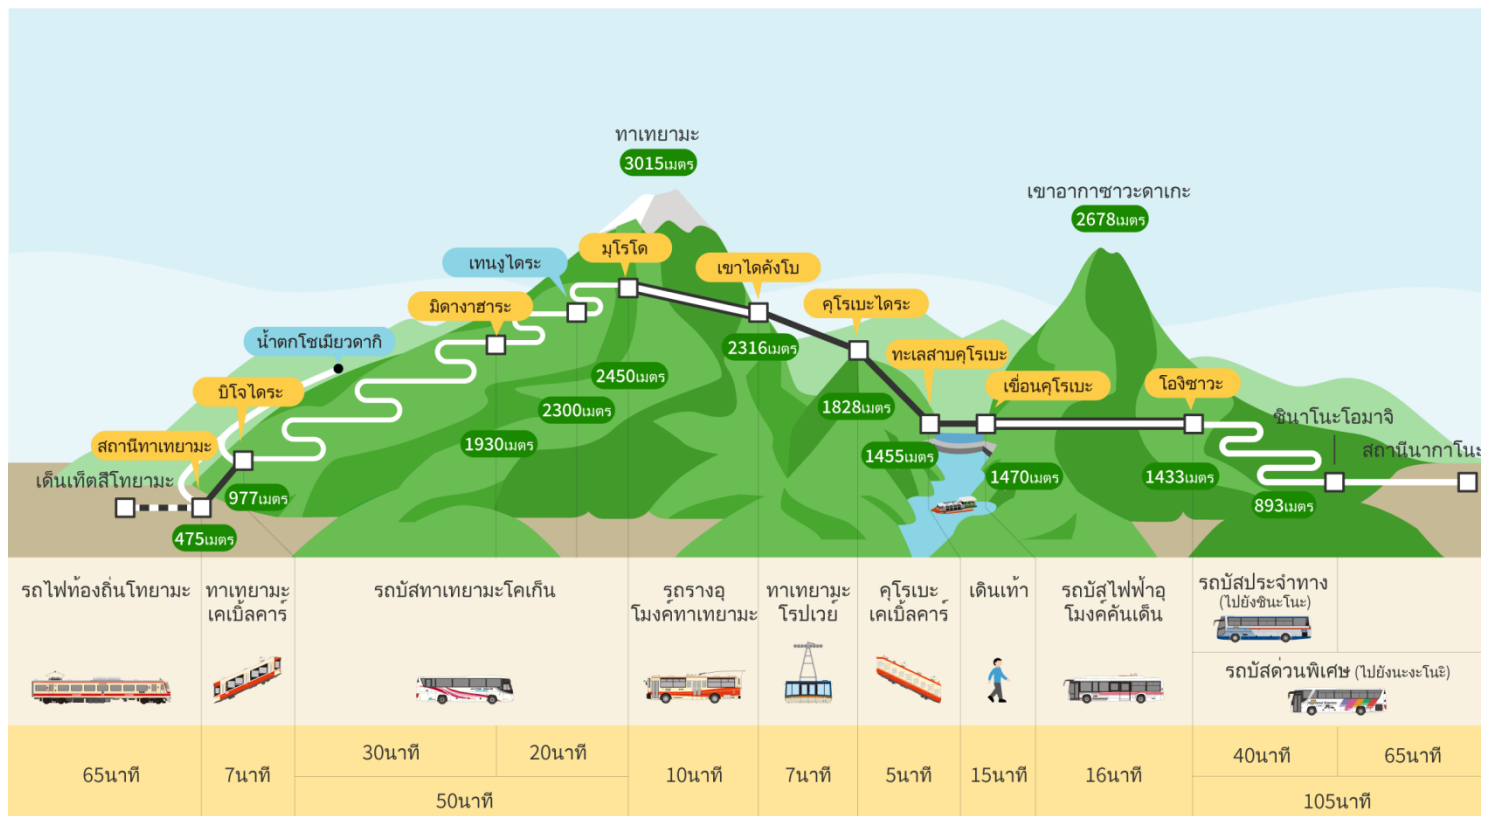 ทาเทยามะ
3015เมตร
เขาอากาซาวะดาเกะ
2678เมตร
มุโรโด
เทนงูไดระ
เขาไดคังโบ
มิดางาฮาระ
คุโรเบะไดระ
น้ำตกโชเมียวดากิ
2316เมตร
ทะเลสาบคุโรเบะ
2450เมตร
บิโจไดระ
เขื่อนคุโรเบะ
โองิซาวะ
2300เมตร
1828เมตร
ชินาโนะโอมาจิ
สถานีทาเทยามะ
1930เมตร
สถานีนากาโนะ
1455เมตร
เด็นเท็ตสึโทยามะ
1470เมตร
1433เมตร
977เมตร
893เมตร
475เมตร
รถไฟท้องถิ่นโทยามะ
ทาเทยามะ
เคเบิ้ลคาร์
รถบัสทาเทยามะโคเก็น
รถรางอุ
โมงค์ทาเทยามะ
ทาเทยามะ
โรปเวย์
คุโรเบะ
เคเบิ้ลคาร์
เดินเท้า
รถบัสไฟฟ้าอุ
โมงค์คันเด็น
รถบัสประจำทาง
(ไปยังชินะโนะ)
รถบัสด่วนพิเศษ (ไปยังนะงะโนะ)
65นาที
7นาที
30นาที
20นาที
50นาที
10นาที
7นาที
5นาที
15นาที
16นาที
40นาที
65นาที
105นาที